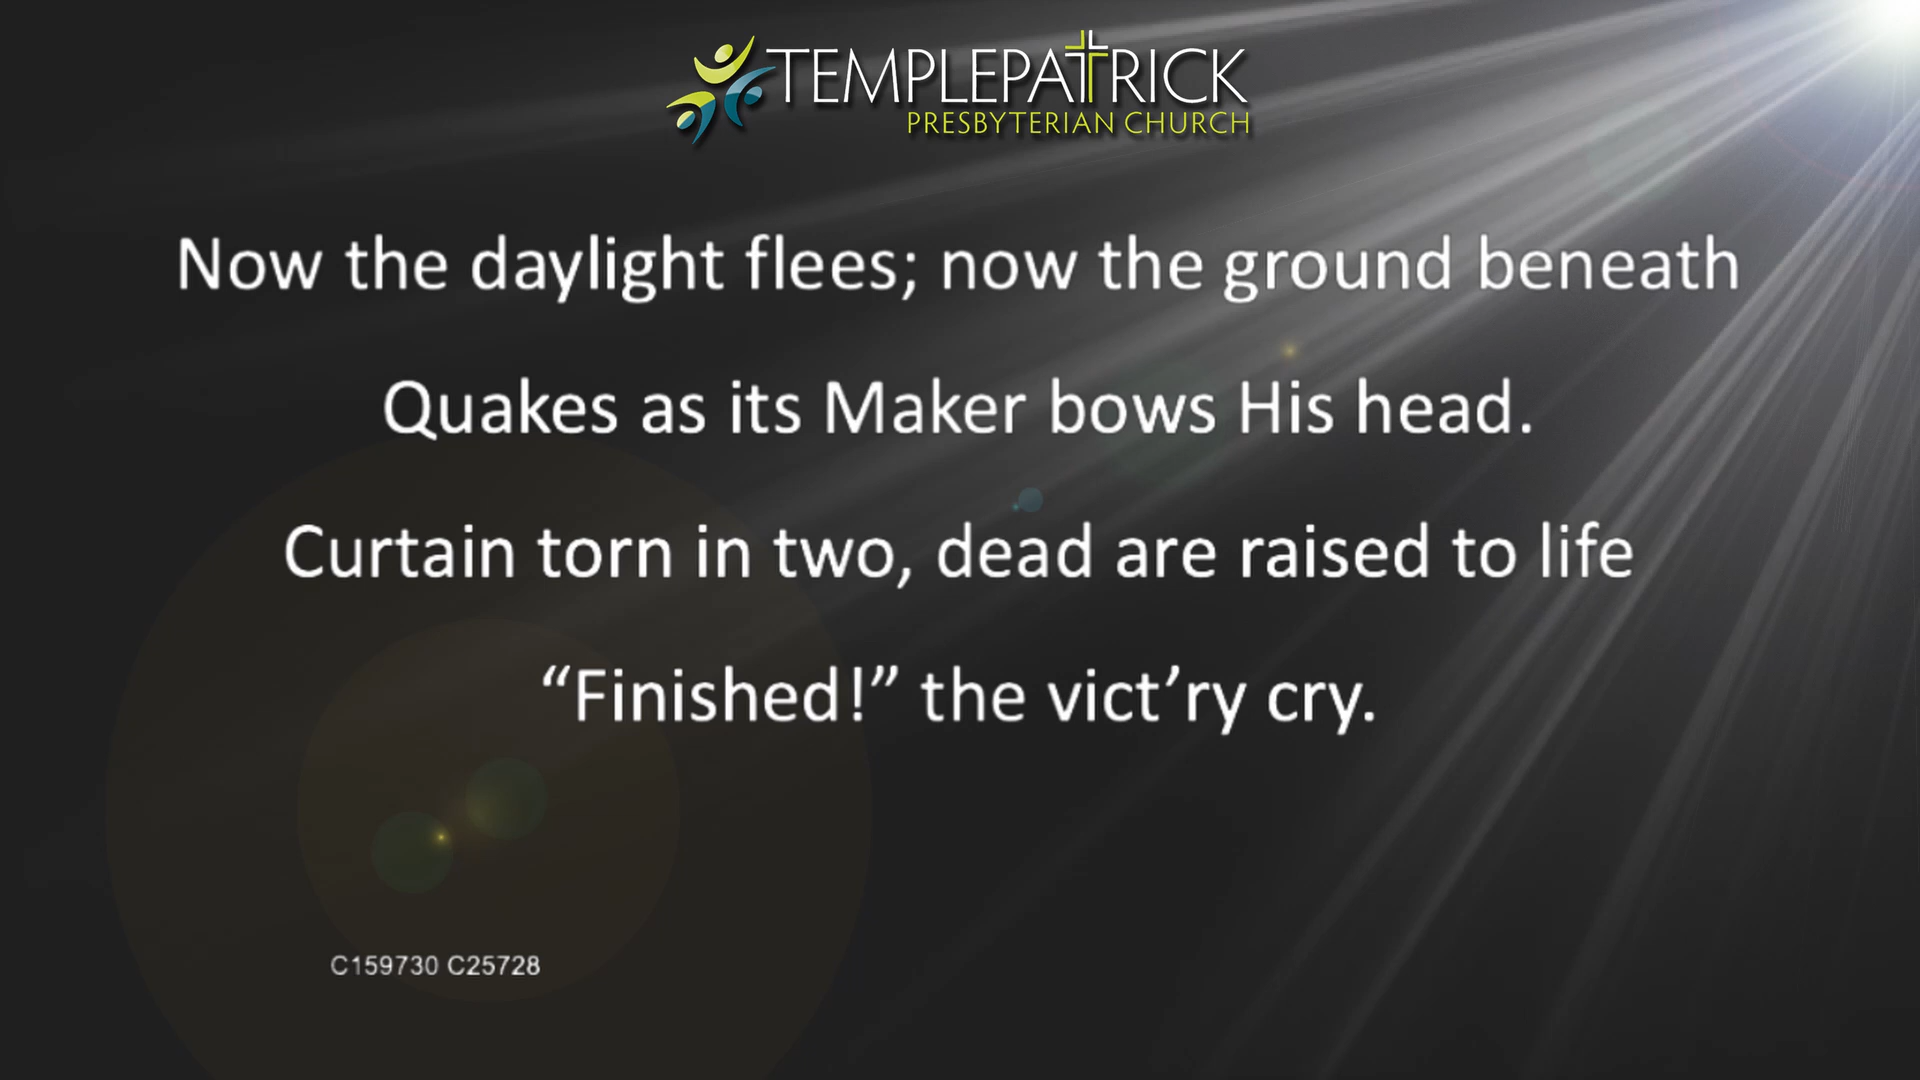 TEMPLEPATRICK
PRESBYTERIAN CHURCH
Now the daylight flees; now the ground beneath
Quakes as its Maker bows His head.
Curtain torn in two, dead are raised to life
“Finished!” the vict’ry cry.
C159730 C25728